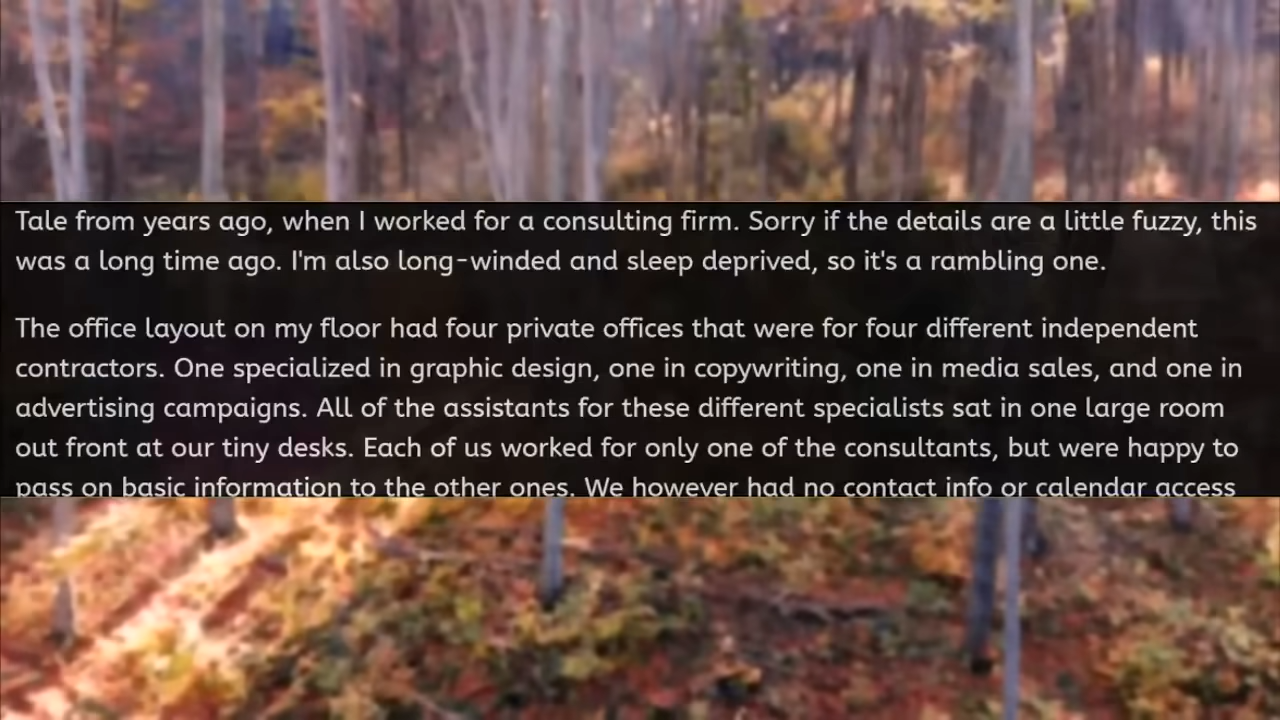 Tale from years ago, when I worked for a consulting firm. Sorry if the details are a little fuzzy, this
was a long time ago. I'm also long-winded and sleep deprived, so it's a rambling one.
The office layout on my floor had four private offices that were for four different independent
contractors. One specialized in graphic design, one in copywriting, one in media sales, and one in
advertising campaigns. All of the assistants for these different specialists sat in one large room
out front at our tiny desks. Each of us worked for only one of the consultants, but were happy to
pass on basic information to the other ones. We however had no contact info or calendar access